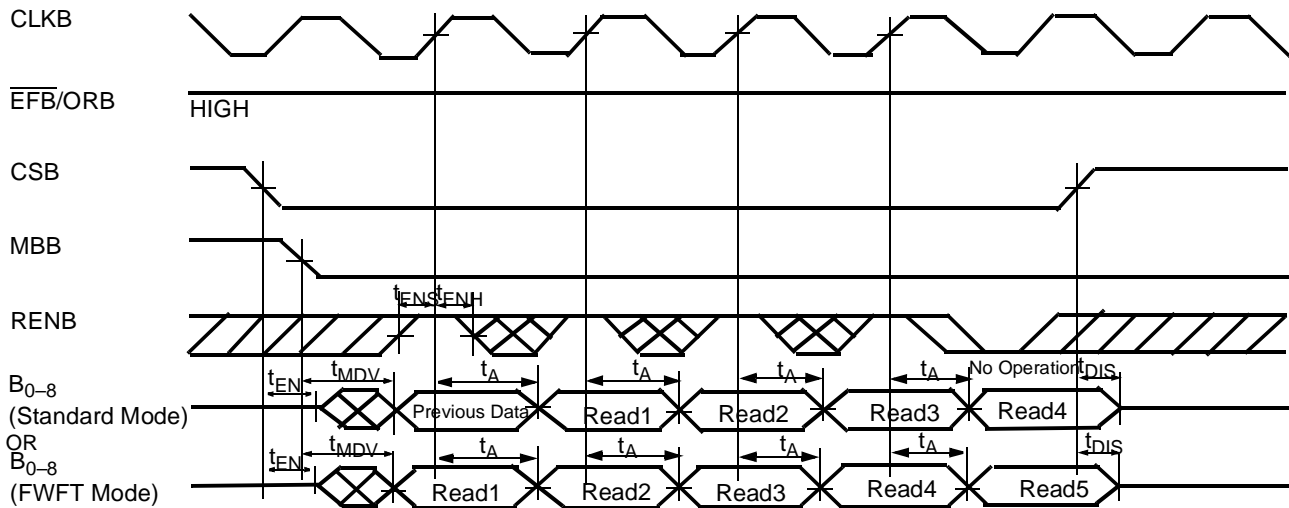 CLKB
EFB/ORB
HIGH
CSB
MBB
tENS tENH
RENB
tEN tMDV tA tA tA tA No Operation tDIS
B0–8
(Standard Mode)
Previous Data Read1 Read2 Read3 Read4
OR
tEN tMDV tA tA tA tA tDIS
B0–8
(FWFT Mode)
Read1 Read2 Read3 Read4 Read5